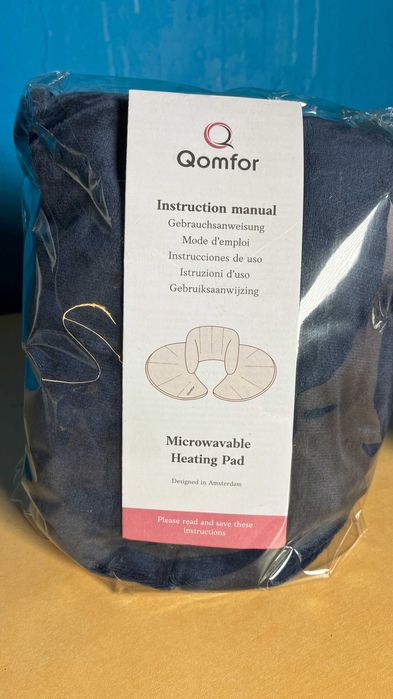 Qomfor
Instruction manual
Gebrauchsanweisung
Mode d'emploi
Instrucciones de uso
Istruzioni d'uso
Gebruiksaanwijzing
Microwavable
Heating Pad
Designed in Amsterdam
Please read and save these
instructions